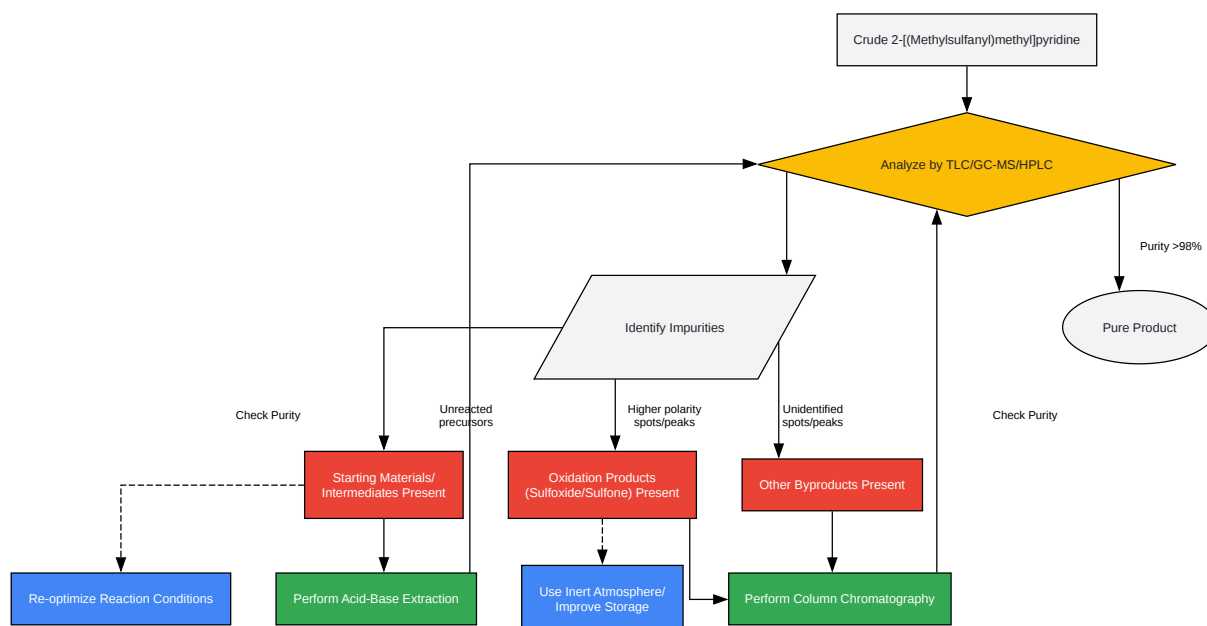 Crude 2-[(Methylsulfanyl)methyl]pyridine
Analyze by TLC/GC-MS/HPLC
Purity >98%
Identify Impurities
Pure Product
Check Purity
Unreacted
precursors
Higher polarity
spots/peaks
Unidentified
spots/peaks
Check Purity
Starting Materials/
Intermediates Present
Oxidation Products
(Sulfoxide/Sulfone) Present
Other Byproducts Present
Re-optimize Reaction Conditions
Perform Acid-Base Extraction
Use Inert Atmosphere/
Improve Storage
Perform Column Chromatography